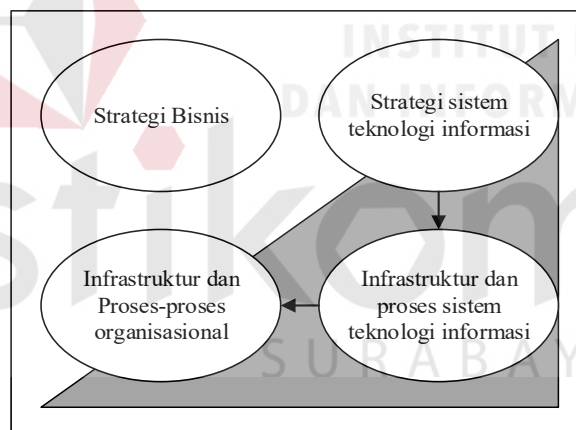 INSTITUT
DAN INFORM
stikom
SURABAY
Strategi Bisnis
Strategi sistem
teknologi informasi
Infrastruktur dan
Proses-proses
organisasional
Infrastruktur dan
proses sistem
teknologi informasi